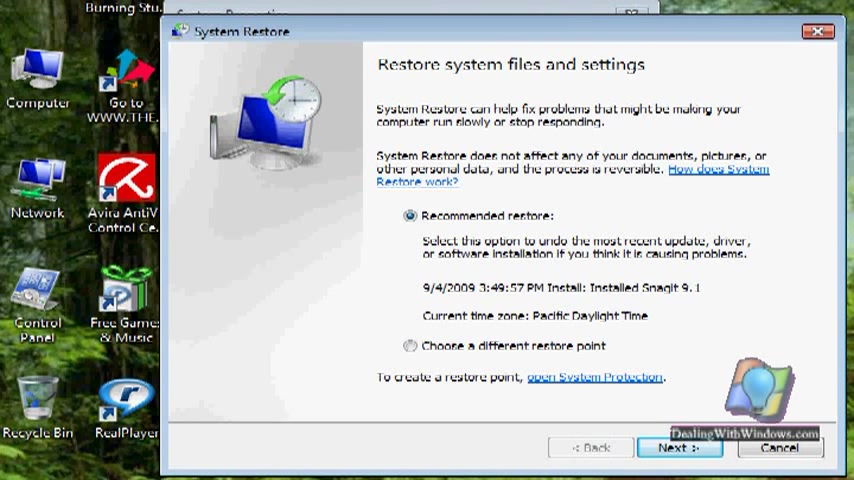 Burning Stu.
System Restore
Restore system files and settings
System Restore can help fix problems that might be making your
computer run slowly or stop responding.
System Restore does not affect any of your documents, pictures, or
other personal data, and the process is reversible. How does System
Restore work?
Recommended restore:
Select this option to undo the most recent update, driver,
or software installation if you think it is causing problems.
9/4/2009 3:49:57 PM Install: Installed SnagIt 9.1
Current time zone: Pacific Daylight Time
Choose a different restore point
To create a restore point, open System Protection.
< Back
Next >
Cancel
DealingWithWindows.com
Computer
Go to
WWW.THE.
Network
Avira AntiV
Control Ce.
Control
Panel
Free Game
& Music
Recycle Bin
RealPlayer